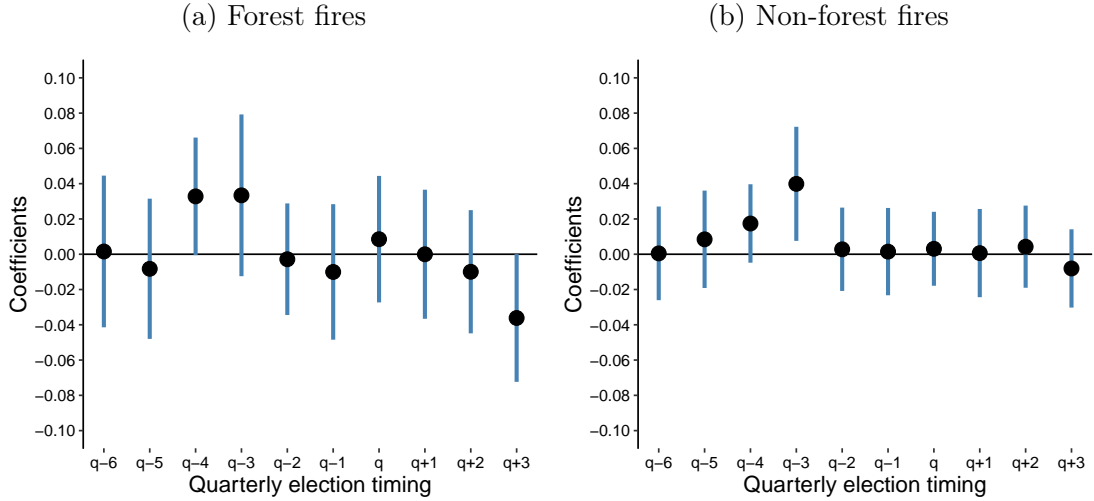 (a) Forest fires
0.10
0.08
0.06
0.04
0.02
0.00
−0.02
−0.04
−0.06
−0.08
−0.10
Coefficients
q−6 q−5 q−4 q−3 q−2 q−1 q q+1 q+2 q+3
Quarterly election timing
(b) Non-forest fires
0.10
0.08
0.06
0.04
0.02
0.00
−0.02
−0.04
−0.06
−0.08
−0.10
Coefficients
q−6 q−5 q−4 q−3 q−2 q−1 q q+1 q+2 q+3
Quarterly election timing